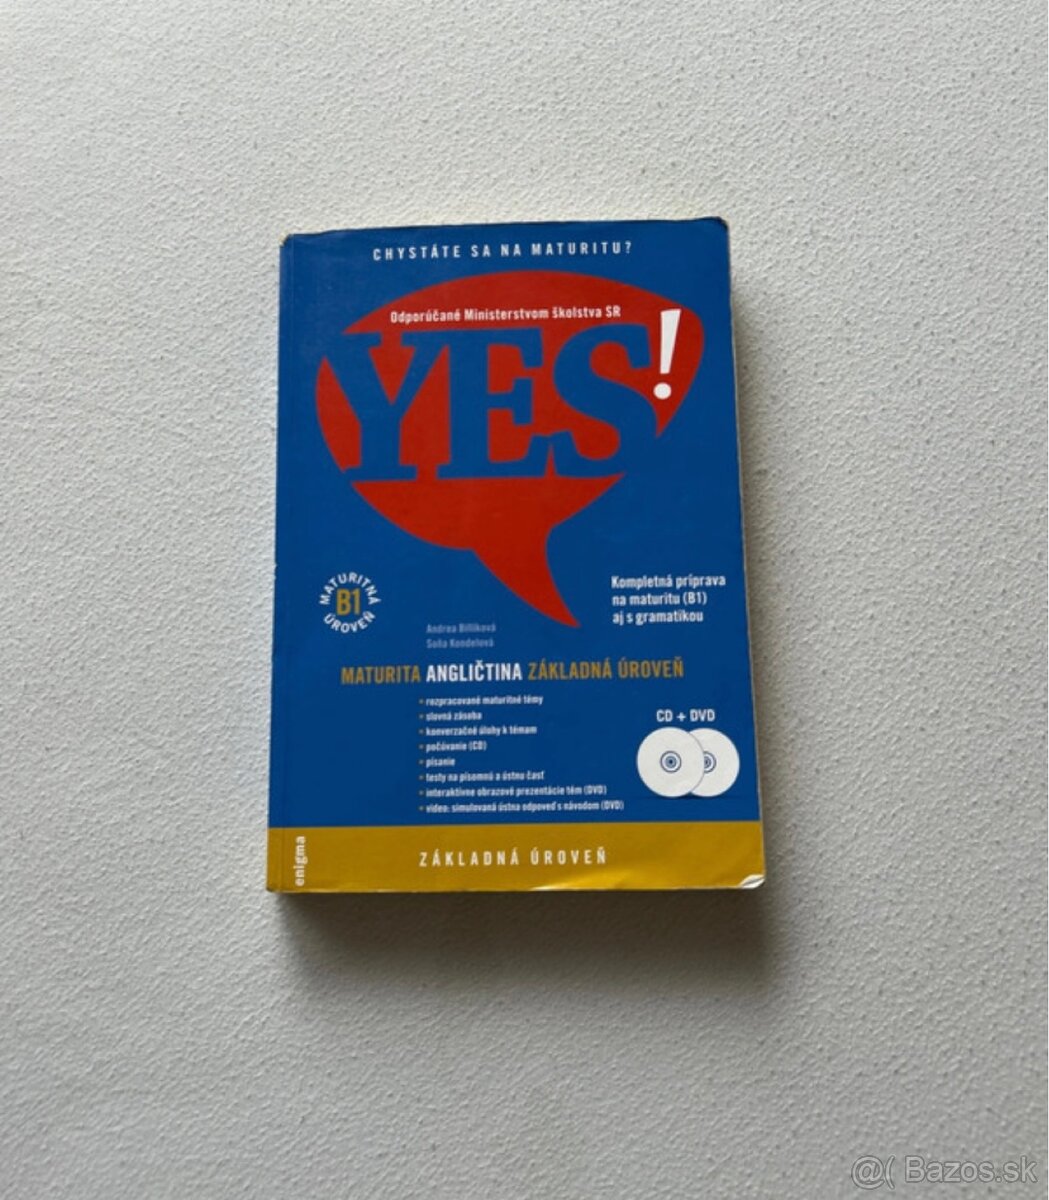 CHYSTÁTE SA NA MATURITU?
Odporúčané Ministerstvom školstva SR
YES!
MATURITNÁ
B1
ÚROVEŇ
Kompletná príprava
na maturitu (B1)
aj s gramatikou
Andrea Billíková
Soňa Kondelová
MATURITA ANGLIČTINA ZÁKLADNÁ ÚROVEŇ
rozpracované maturitné témy
slovná zásoba
konverzačné úlohy k témam
počúvanie (CD)
písanie
testy na písomnú a ústnu časť
interaktívne obrazové prezentácie tém (DVD)
video: simulovaná ústna odpoveď s návodom (DVD)
CD + DVD
enigma
ZÁKLADNÁ ÚROVEŇ
@( Bazos.sk